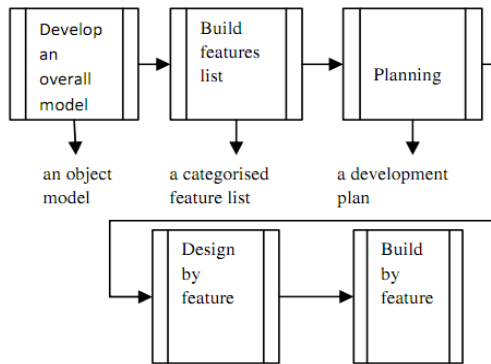 Develop
an
overall
model
Build
features
list
Planning
an object
model
a categorised
feature list
a development
plan
Design
by
feature
Build
by
feature